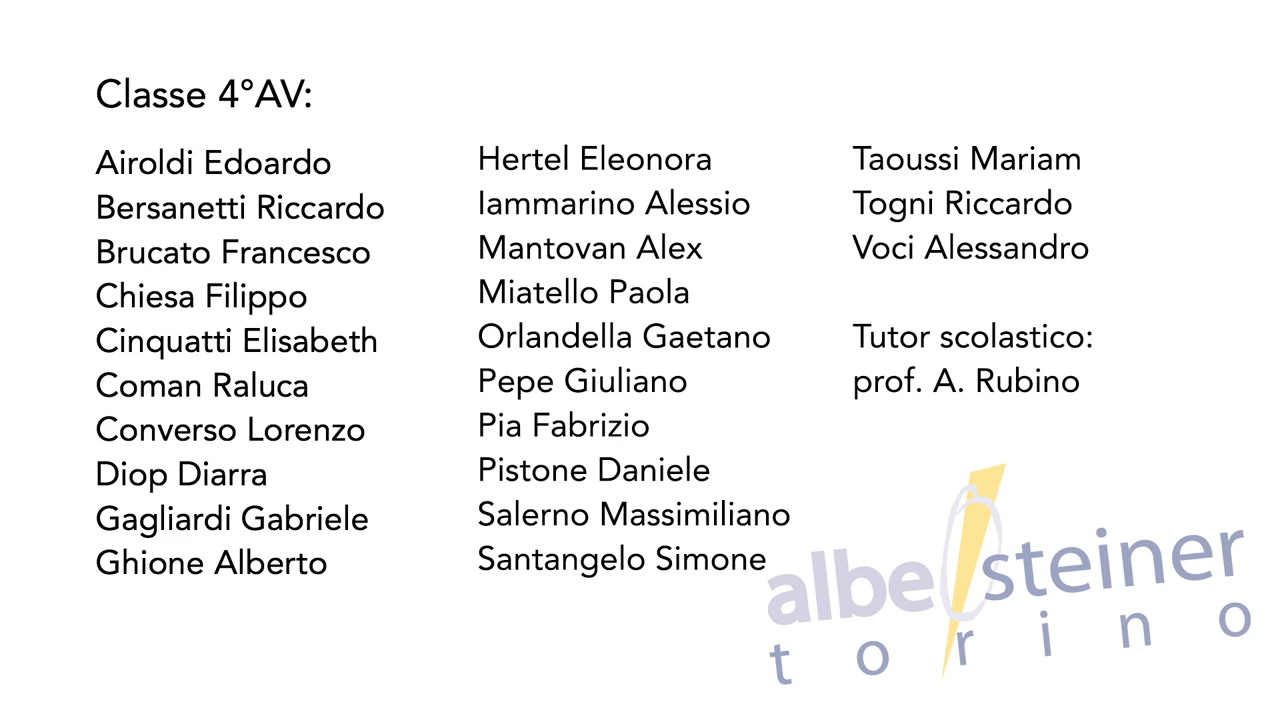 Classe 4°AV:
Airoldi Edoardo
Bersanetti Riccardo
Brucato Francesco
Chiesa Filippo
Cinquatti Elisabeth
Coman Raluca
Converso Lorenzo
Diop Diarra
Gagliardi Gabriele
Ghione Alberto
Hertel Eleonora
Iammarino Alessio
Mantovan Alex
Miatello Paola
Orlandella Gaetano
Pepe Giuliano
Pia Fabrizio
Pistone Daniele
Salerno Massimiliano
Santangelo Simone
Taoussi Mariam
Togni Riccardo
Voci Alessandro
Tutor scolastico:
prof. A. Rubino
albe steiner
torino